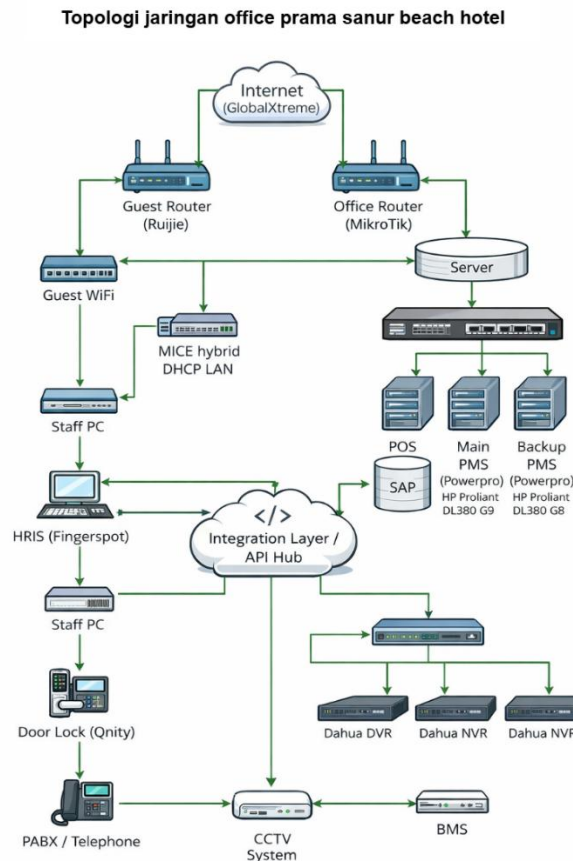 Topologi jaringan office prama sanur beach hotel
Internet
(GlobalXtreme)
Guest Router
(Ruijie)
Office Router
(MikroTik)
Guest WiFi
Server
MICE hybrid
DHCP LAN
Staff PC
POS
Main
PMS
(Powerpro)
HP Proliant
DL380 G9
Backup
PMS
(Powerpro)
HP Proliant
DL380 G8
SAP
HRIS (Fingerspot)
</>
Integration Layer /
API Hub
Staff PC
Dahua DVR
Dahua NVR
Dahua NVR
Door Lock (Qnity)
PABX / Telephone
CCTV
System
BMS